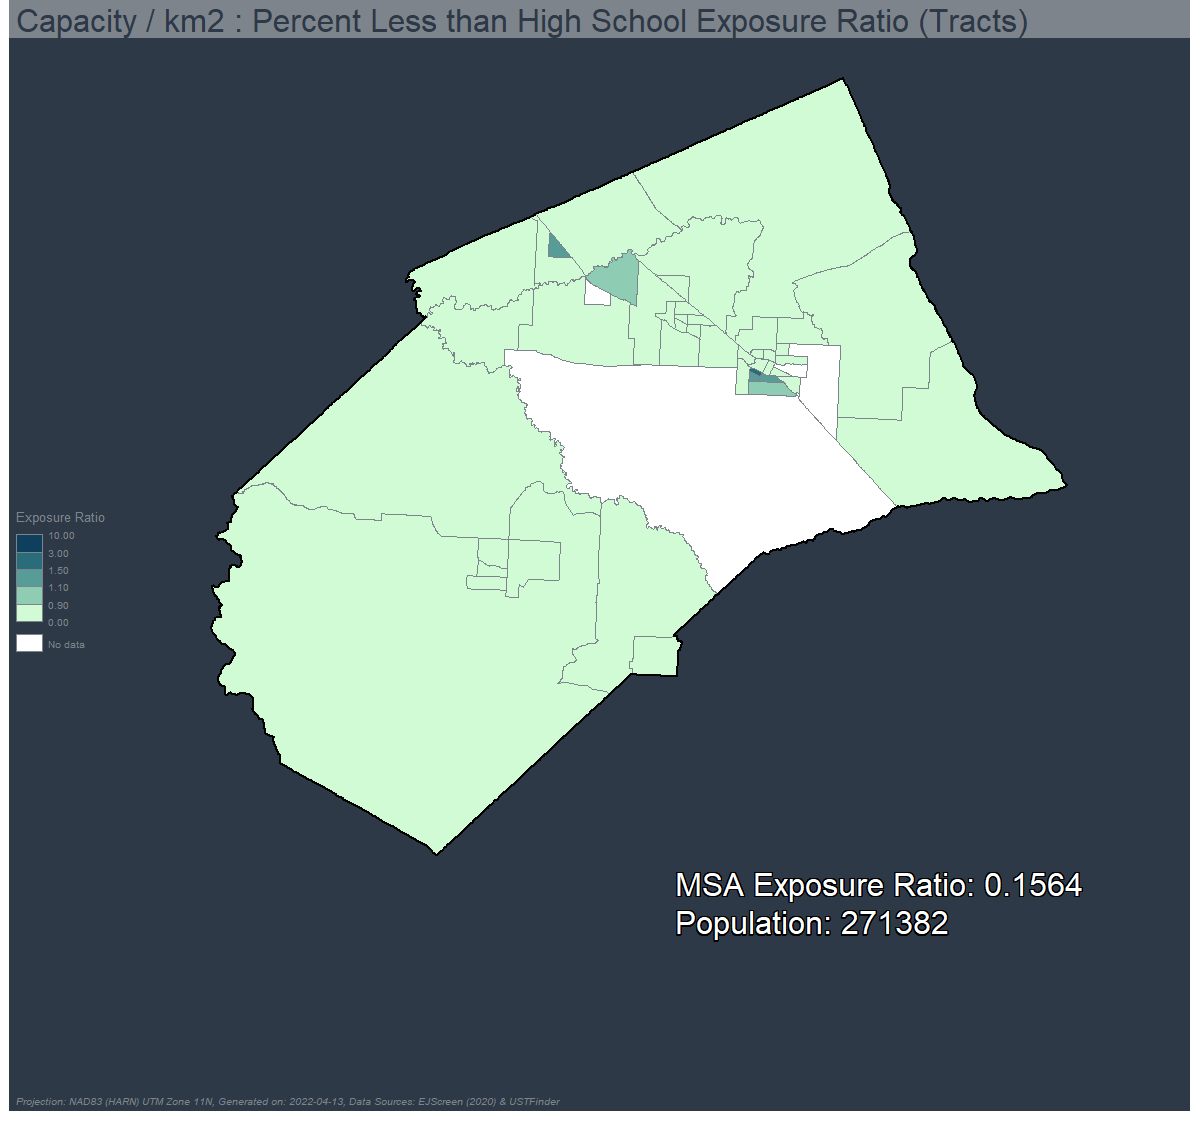 Capacity / km2 : Percent Less than High School Exposure Ratio (Tracts)
Exposure Ratio
10.00
3.00
1.50
1.10
0.90
0.00
No data
MSA Exposure Ratio: 0.1564
Population: 271382
Projection: NAD83 (HARN) UTM Zone 11N, Generated on: 2022-04-13, Data Sources: EJScreen (2020) & USTFinder